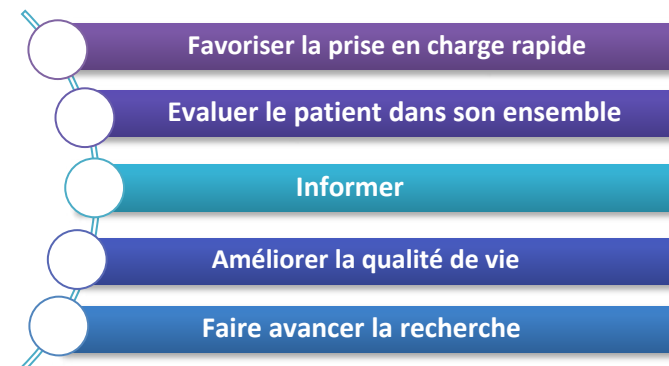 Favoriser la prise en charge rapide
Evaluer le patient dans son ensemble
Informer
Améliorer la qualité de vie
Faire avancer la recherche